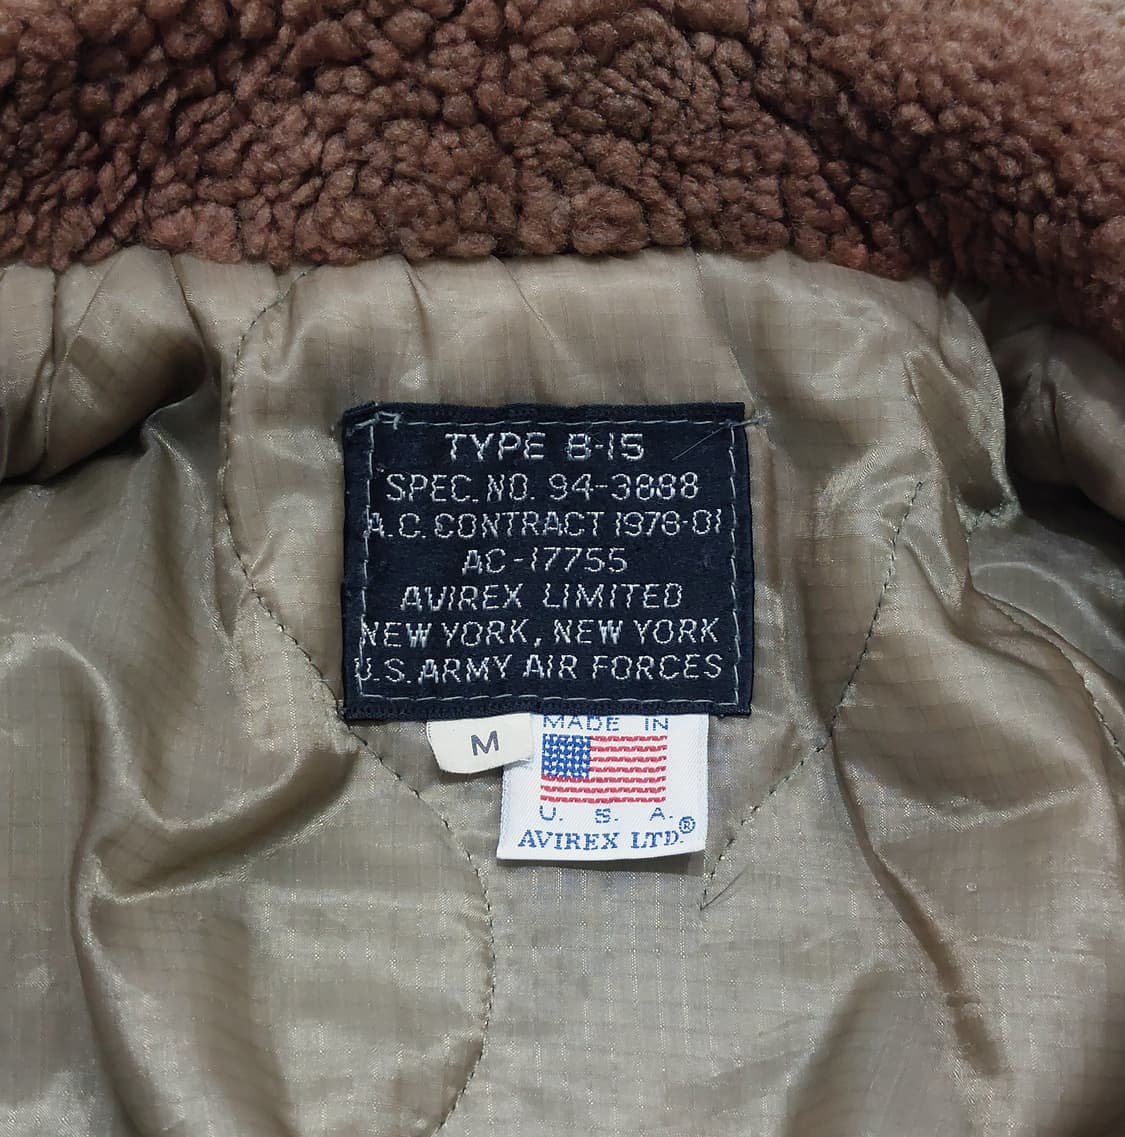 TYPE B-15
SPEC. NO. 94-3888
A.C. CONTRACT 1978-01
AC-17755
AVIREX LIMITED
NEW YORK, NEW YORK
U.S. ARMY AIR FORCES
M
MADE IN
U. S. A.
AVIREX LTD.®